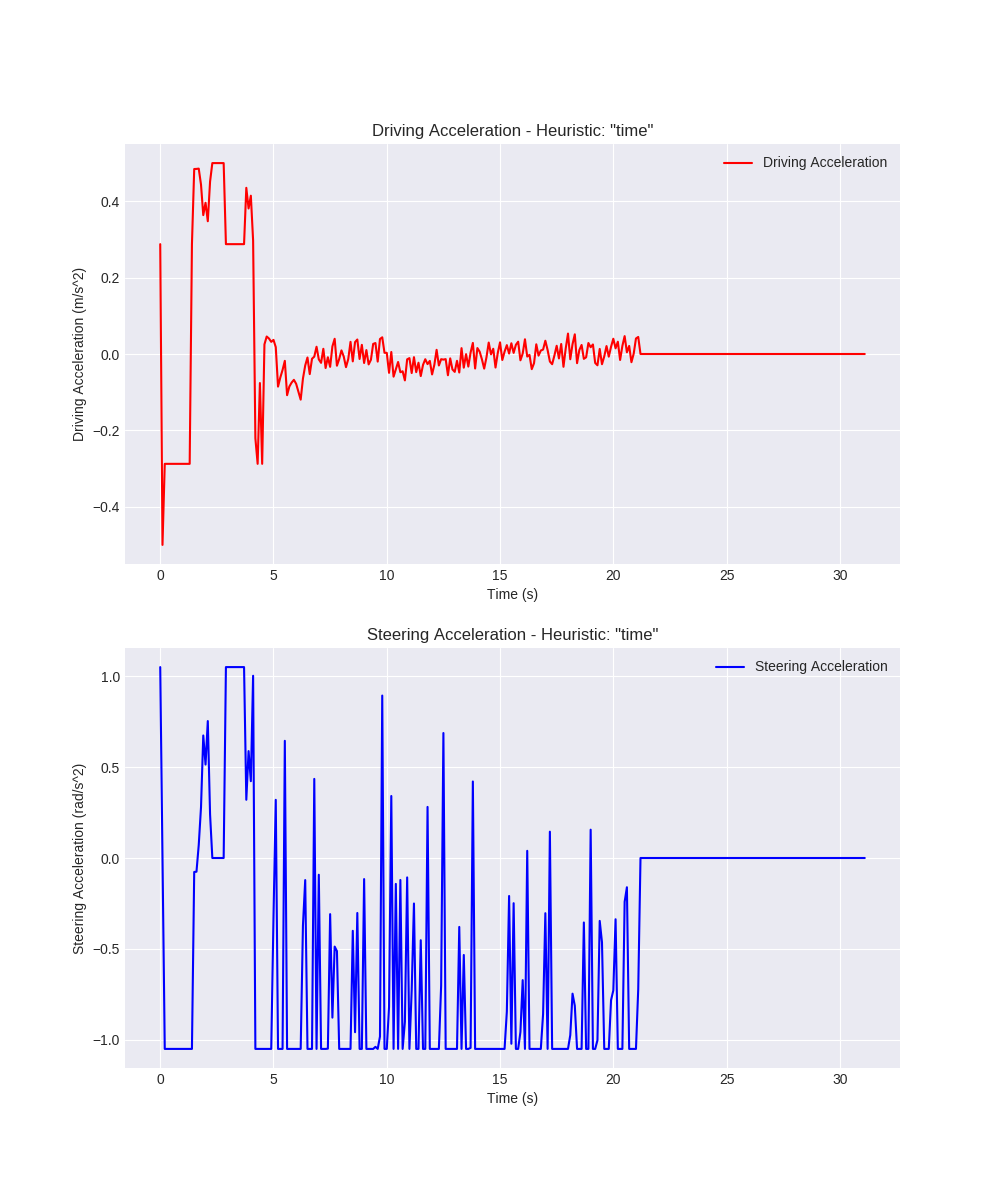 Driving Acceleration - Heuristic: "time"
Driving Acceleration
0.4
0.2
0.0
−0.2
−0.4
Driving Acceleration (m/s^2)
0 5 10 15 20 25 30
Time (s)
Steering Acceleration - Heuristic: "time"
Steering Acceleration
1.0
0.5
0.0
−0.5
−1.0
Steering Acceleration (rad/s^2)
0 5 10 15 20 25 30
Time (s)